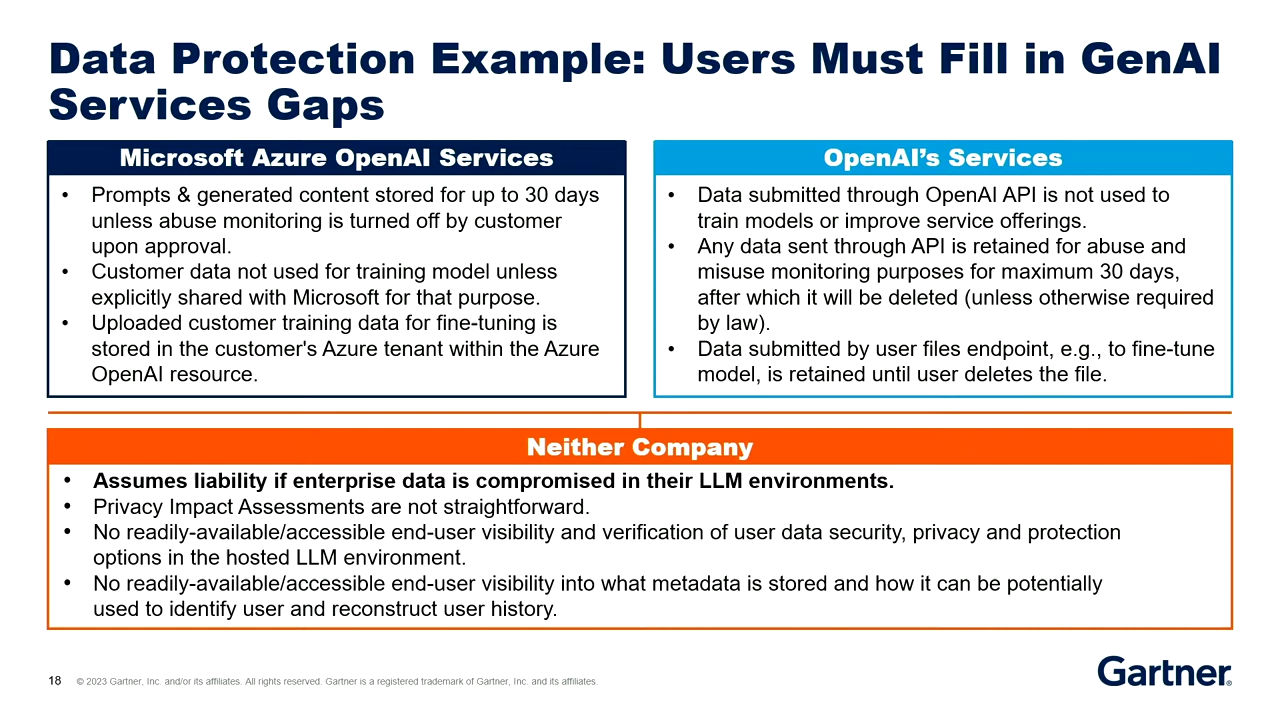 Data Protection Example: Users Must Fill in GenAI
Services Gaps
Microsoft Azure OpenAI Services
• Prompts & generated content stored for up to 30 days
unless abuse monitoring is turned off by customer
upon approval.
• Customer data not used for training model unless
explicitly shared with Microsoft for that purpose.
• Uploaded customer training data for fine-tuning is
stored in the customer's Azure tenant within the Azure
OpenAI resource.
OpenAI’s Services
• Data submitted through OpenAI API is not used to
train models or improve service offerings.
• Any data sent through API is retained for abuse and
misuse monitoring purposes for maximum 30 days,
after which it will be deleted (unless otherwise required
by law).
• Data submitted by user files endpoint, e.g., to fine-tune
model, is retained until user deletes the file.
Neither Company
• Assumes liability if enterprise data is compromised in their LLM environments.
• Privacy Impact Assessments are not straightforward.
• No readily-available/accessible end-user visibility and verification of user data security, privacy and protection
options in the hosted LLM environment.
• No readily-available/accessible end-user visibility into what metadata is stored and how it can be potentially
used to identify user and reconstruct user history.
18 © 2023 Gartner, Inc. and/or its affiliates. All rights reserved. Gartner is a registered trademark of Gartner, Inc. and its affiliates.
Gartner®